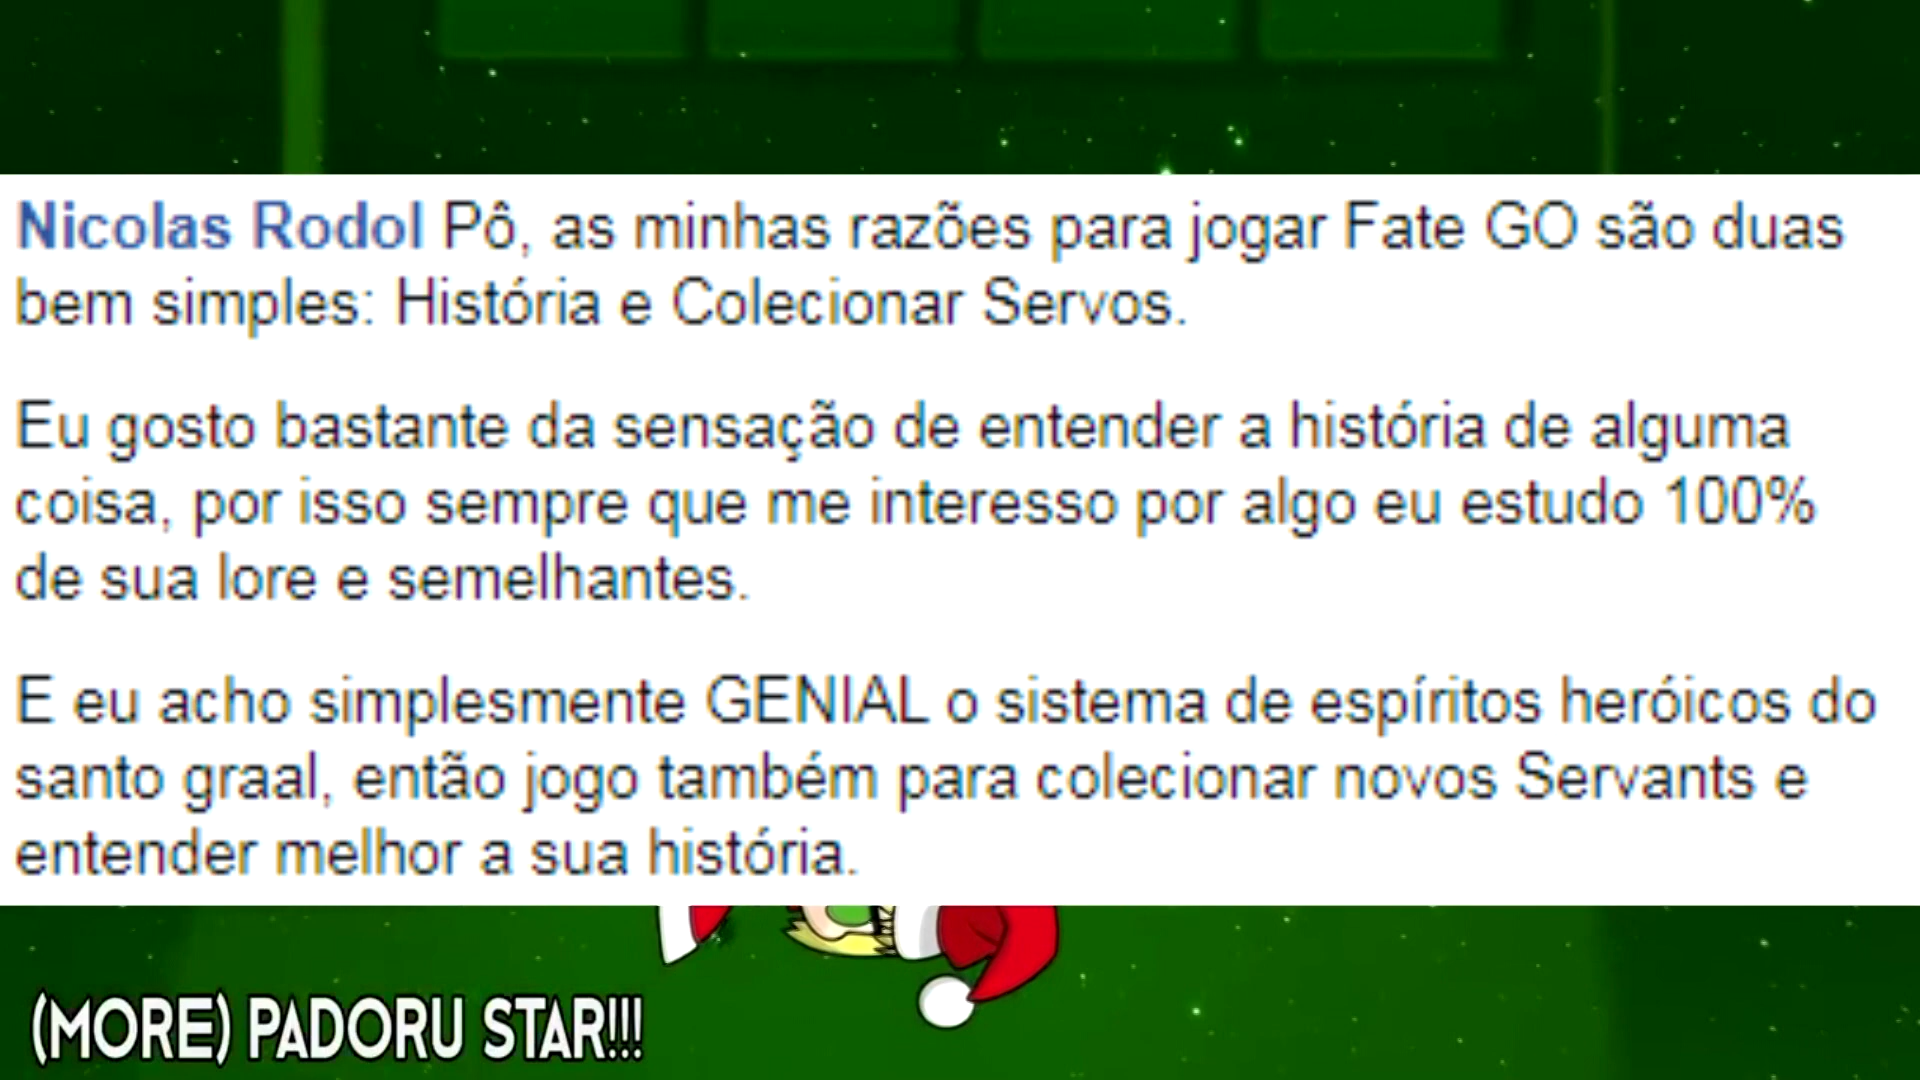 Nicolas Rodol Pô, as minhas razões para jogar Fate GO são duas
bem simples: História e Colecionar Servos.
Eu gosto bastante da sensação de entender a história de alguma
coisa, por isso sempre que me interesso por algo eu estudo 100%
de sua lore e semelhantes.
E eu acho simplesmente GENIAL o sistema de espíritos heróicos do
santo graal, então jogo também para colecionar novos Servants e
entender melhor a sua história.
(MORE) PADORU STAR!!!